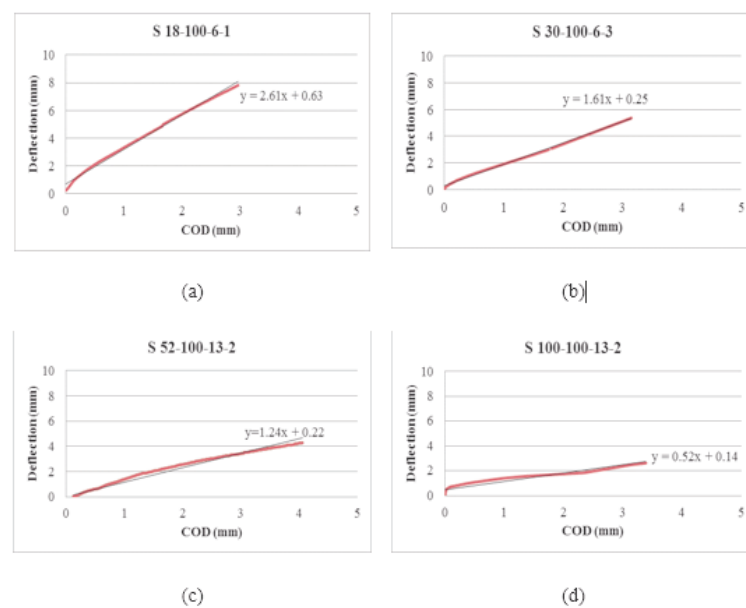 S 18-100-6-1
10
8
6
4
2
0
Deflection (mm)
y = 2.61x + 0.63
0 1 2 3 4 5
COD (mm)
(a)
S 30-100-6-3
10
8
6
4
2
0
Deflection (mm)
y = 1.61x + 0.25
0 1 2 3 4 5
COD (mm)
(b)
S 52-100-13-2
10
8
6
4
2
0
Deflection (mm)
y=1.24x + 0.22
0 1 2 3 4 5
COD (mm)
(c)
S 100-100-13-2
10
8
6
4
2
0
Deflection (mm)
y = 0.52x + 0.14
0 1 2 3 4 5
COD (mm)
(d)